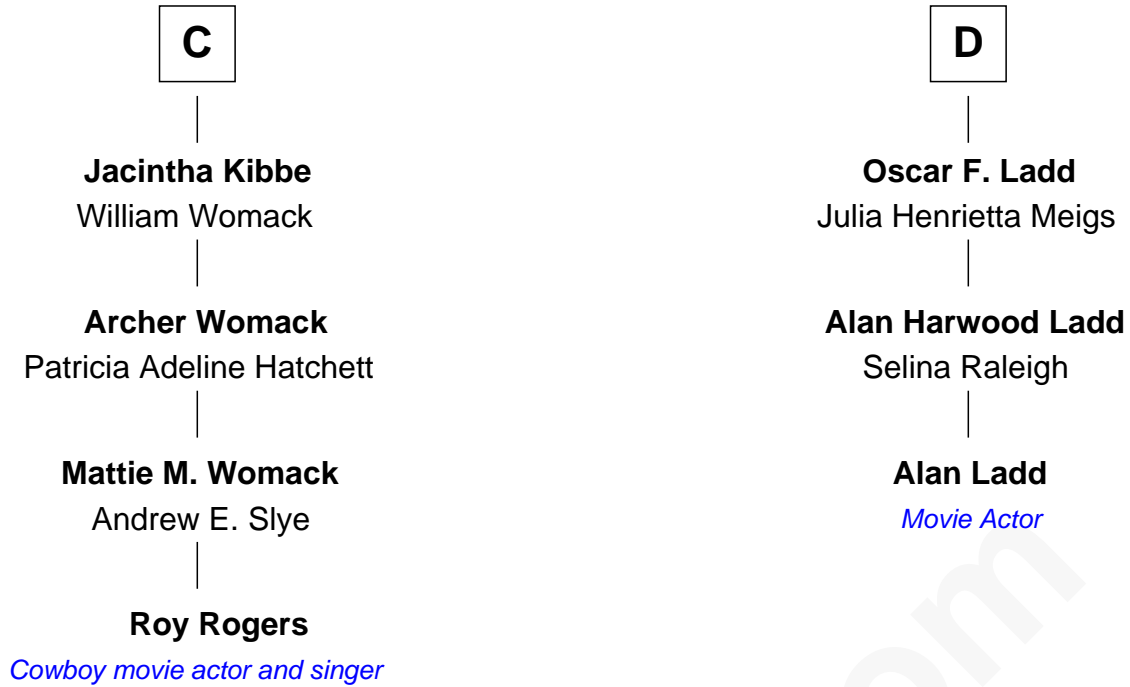 C
Jacintha Kibbe
William Womack
Archer Womack
Patricia Adeline Hatchett
Mattie M. Womack
Andrew E. Slye
Roy Rogers
Cowboy movie actor and singer
D
Oscar F. Ladd
Julia Henrietta Meigs
Alan Harwood Ladd
Selina Raleigh
Alan Ladd
Movie Actor
om